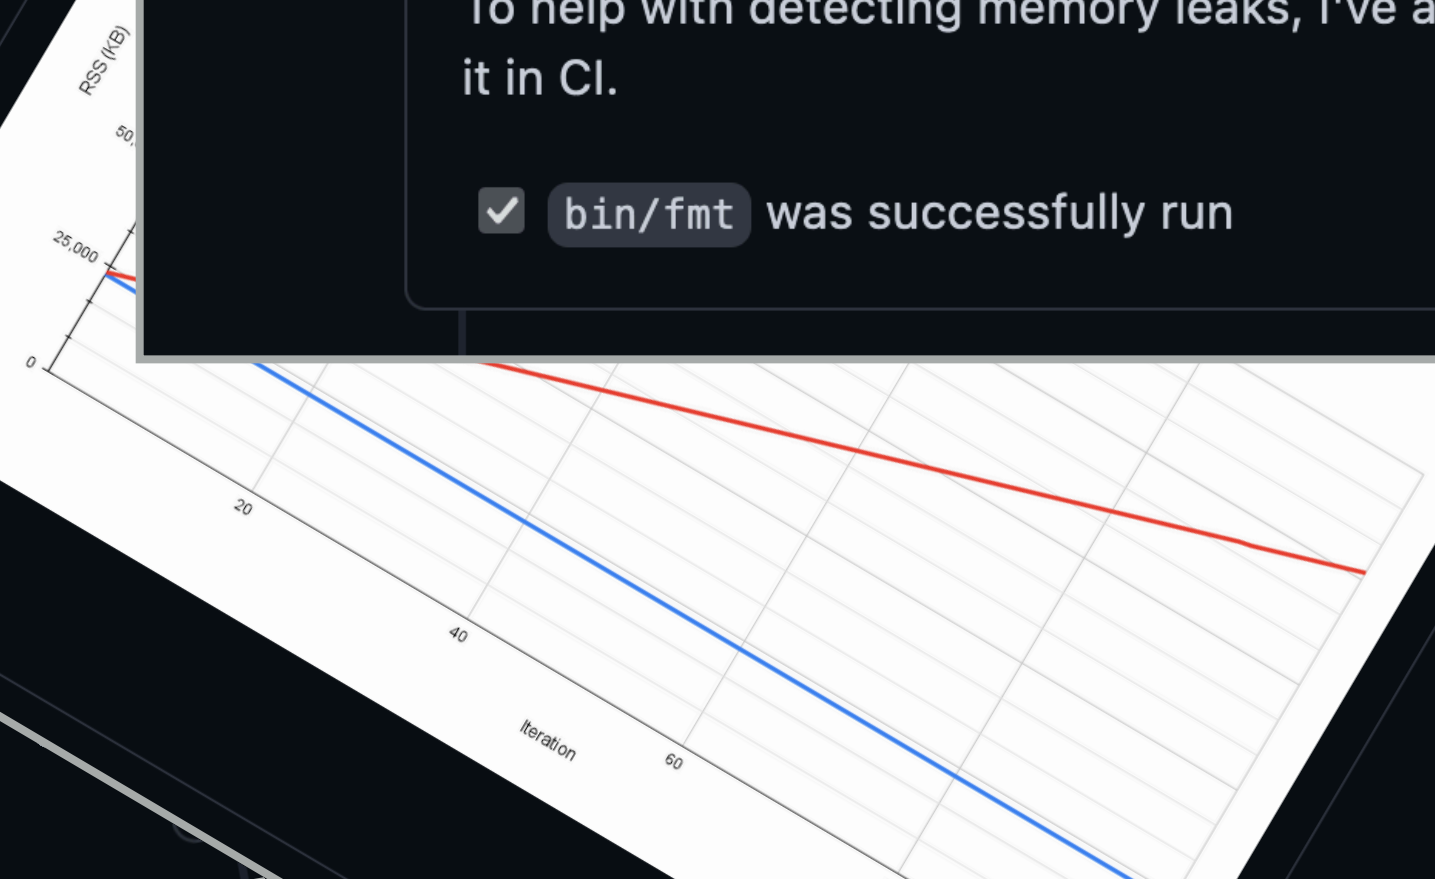 To help with detecting memory leaks, I've a
it in CI.
bin/fmt was successfully run
RSS (KB)
50,
25,000
0
20
40
60
Iteration